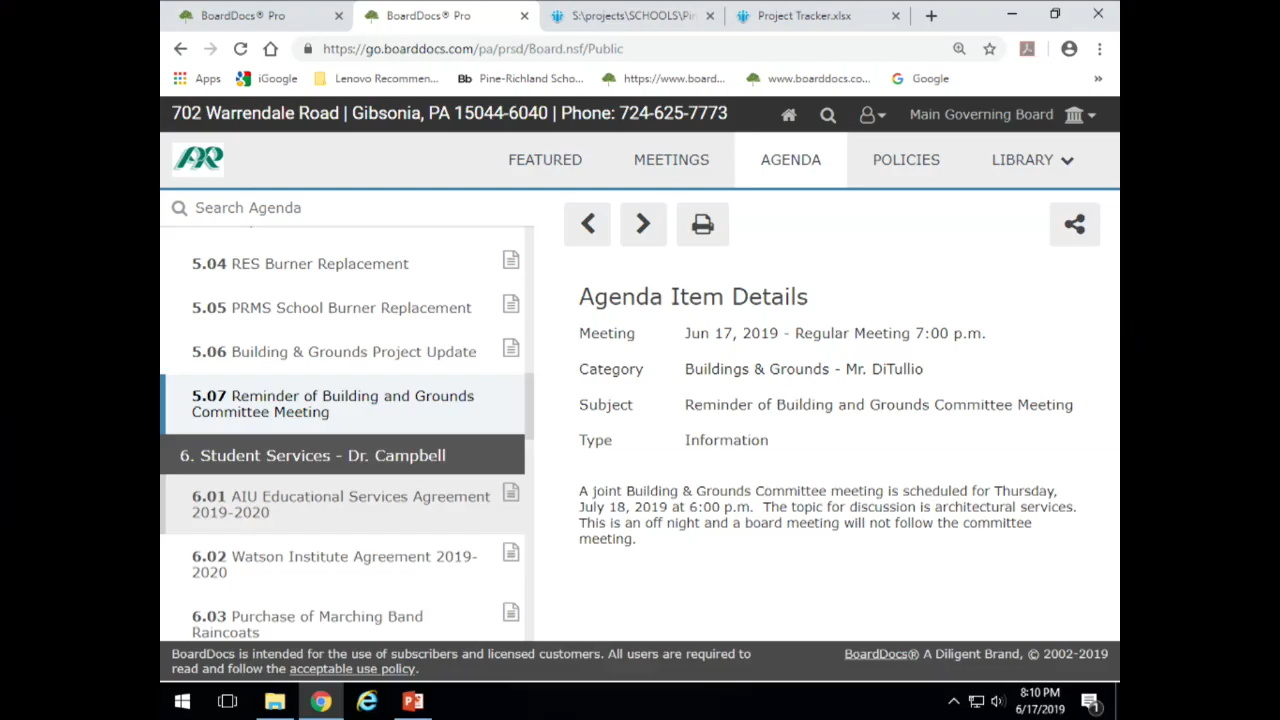 BoardDocs® Pro
BoardDocs® Pro
S:\projects\SCHOOLS\Pin
Project Tracker.xlsx
https://go.boarddocs.com/pa/prsd/Board.nsf/Public
Apps
iGoogle
Lenovo Recommen...
Bb Pine-Richland Scho...
https://www.board...
www.boarddocs.co...
Google
702 Warrendale Road | Gibsonia, PA 15044-6040 | Phone: 724-625-7773
Main Governing Board
PR
FEATURED
MEETINGS
AGENDA
POLICIES
LIBRARY
Search Agenda
5.04 RES Burner Replacement
5.05 PRMS School Burner Replacement
5.06 Building & Grounds Project Update
5.07 Reminder of Building and Grounds
Committee Meeting
6. Student Services - Dr. Campbell
6.01 AIU Educational Services Agreement
2019-2020
6.02 Watson Institute Agreement 2019-
2020
6.03 Purchase of Marching Band
Raincoats
Agenda Item Details
Meeting Jun 17, 2019 - Regular Meeting 7:00 p.m.
Category Buildings & Grounds - Mr. DiTullio
Subject Reminder of Building and Grounds Committee Meeting
Type Information
A joint Building & Grounds Committee meeting is scheduled for Thursday,
July 18, 2019 at 6:00 p.m. The topic for discussion is architectural services.
This is an off night and a board meeting will not follow the committee
meeting.
BoardDocs is intended for the use of subscribers and licensed customers. All users are required to
read and follow the acceptable use policy.
BoardDocs® A Diligent Brand, © 2002-2019
8:10 PM
6/17/2019
1